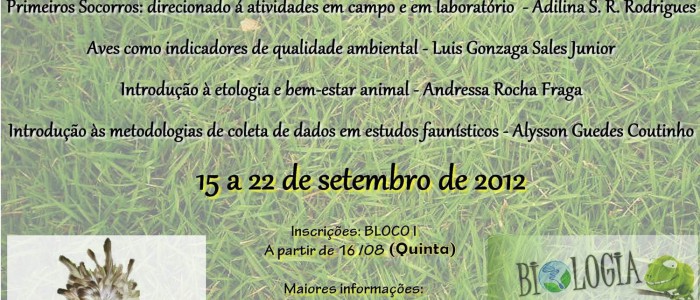 Primeiros Socorros: direcionado á atividades em campo e em laboratório - Adilina S. R. Rodrigues
Aves como indicadores de qualidade ambiental - Luis Gonzaga Sales Junior
Introdução à etologia e bem-estar animal - Andressa Rocha Fraga
Introdução às metodologias de coleta de dados em estudos faunísticos - Alysson Guedes Coutinho
15 a 22 de setembro de 2012
Inscrições: BLOCO I
A partir de 16/08 (Quinta)
BIOLOGIA
Maiores informações: